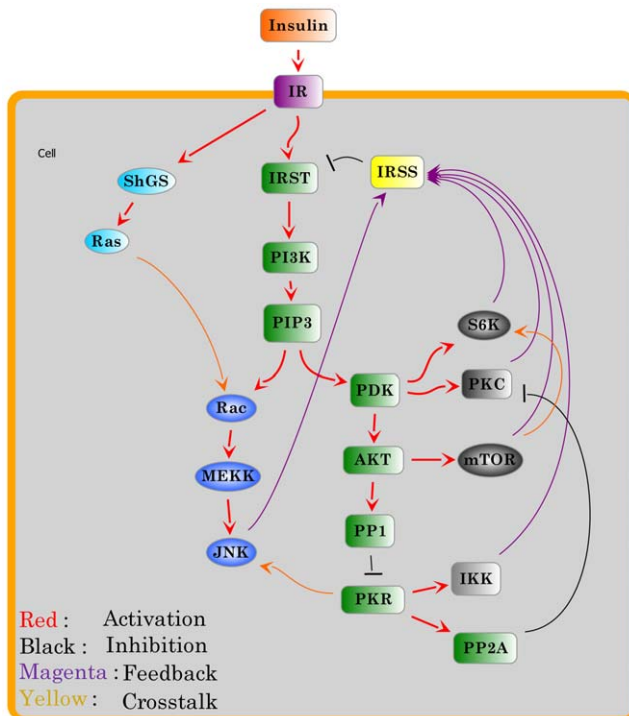 Insulin
IR
Cell
ShGS
IRST
IRSS
Ras
PI3K
PIP3
S6K
PDK
PKC
Rac
AKT
mTOR
MEKK
PP1
JNK
IKK
PKR
PP2A
Red : Activation
Black : Inhibition
Magenta : Feedback
Yellow : Crosstalk